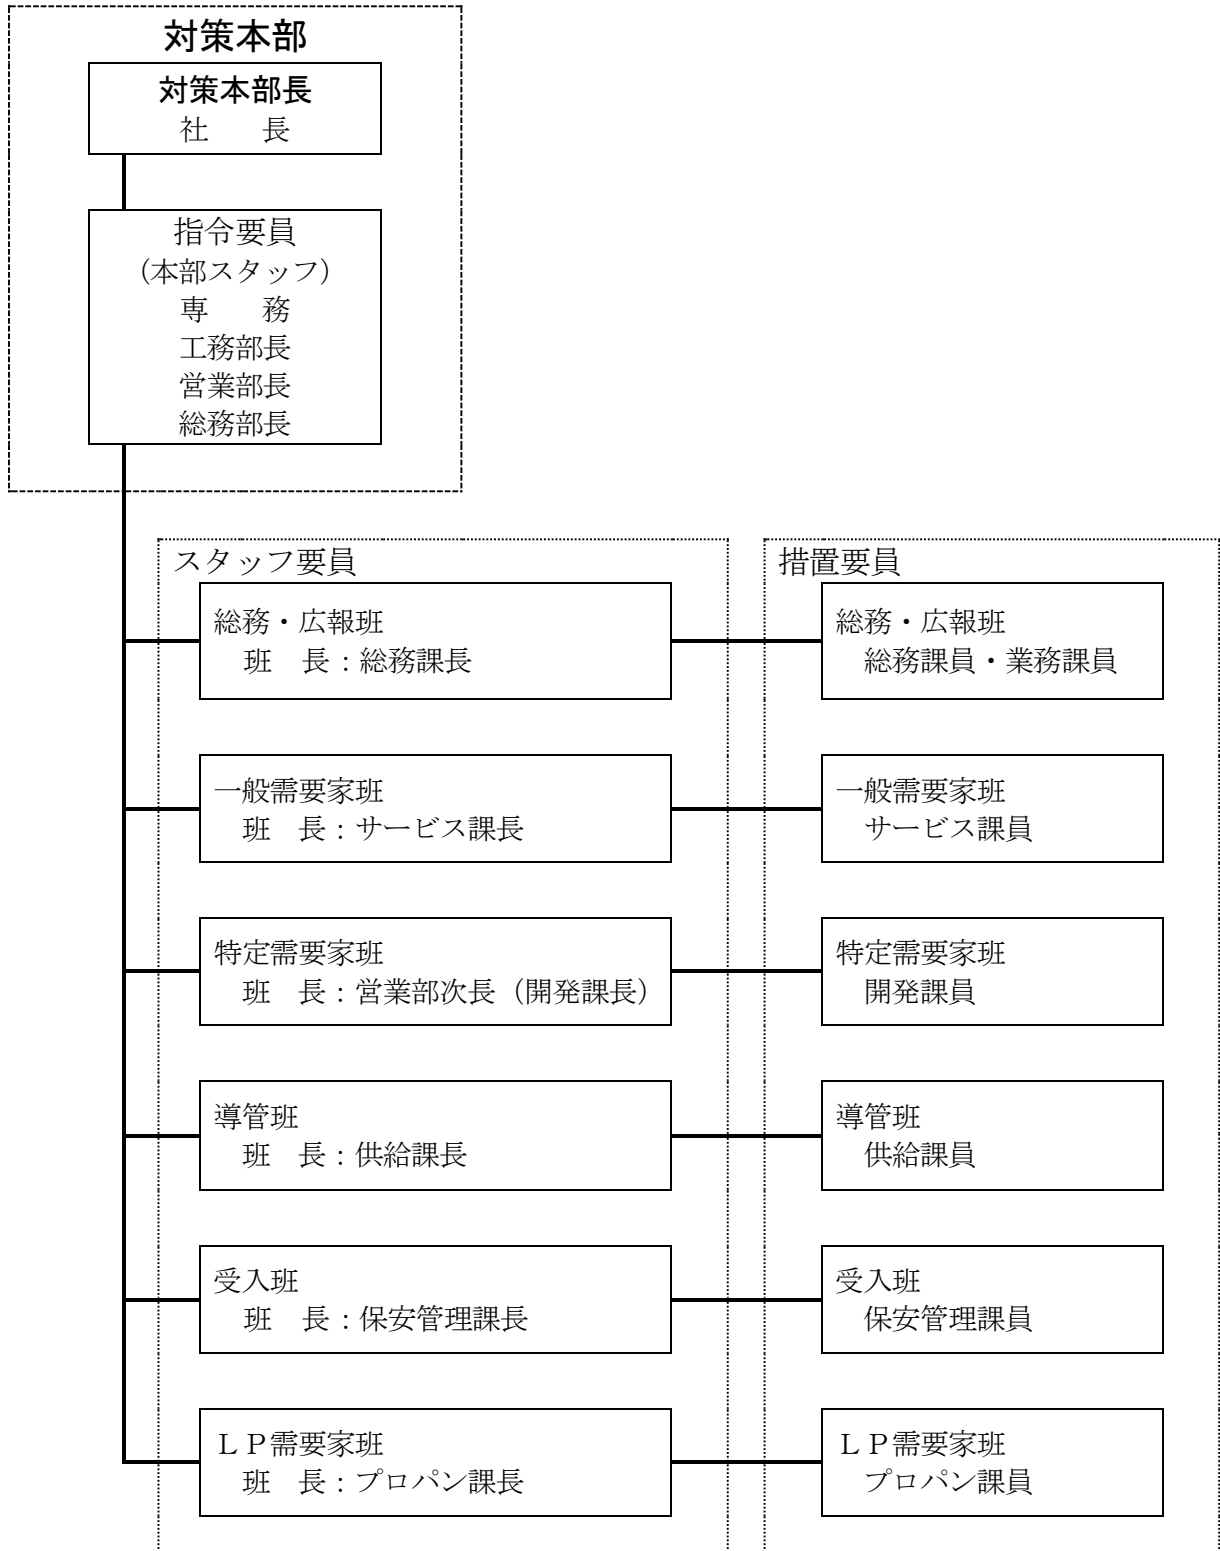 対策本部
対策本部長
社　　長
指令要員
（本部スタッフ）
専　　務
工務部長
営業部長
総務部長
スタッフ要員
総務・広報班
班　長：総務課長
一般需要家班
班　長：サービス課長
特定需要家班
班　長：営業部次長（開発課長）
導管班
班　長：供給課長
受入班
班　長：保安管理課長
ＬＰ需要家班
班　長：プロパン課長
措置要員
総務・広報班
総務課員・業務課員
一般需要家班
サービス課員
特定需要家班
開発課員
導管班
供給課員
受入班
保安管理課員
ＬＰ需要家班
プロパン課員